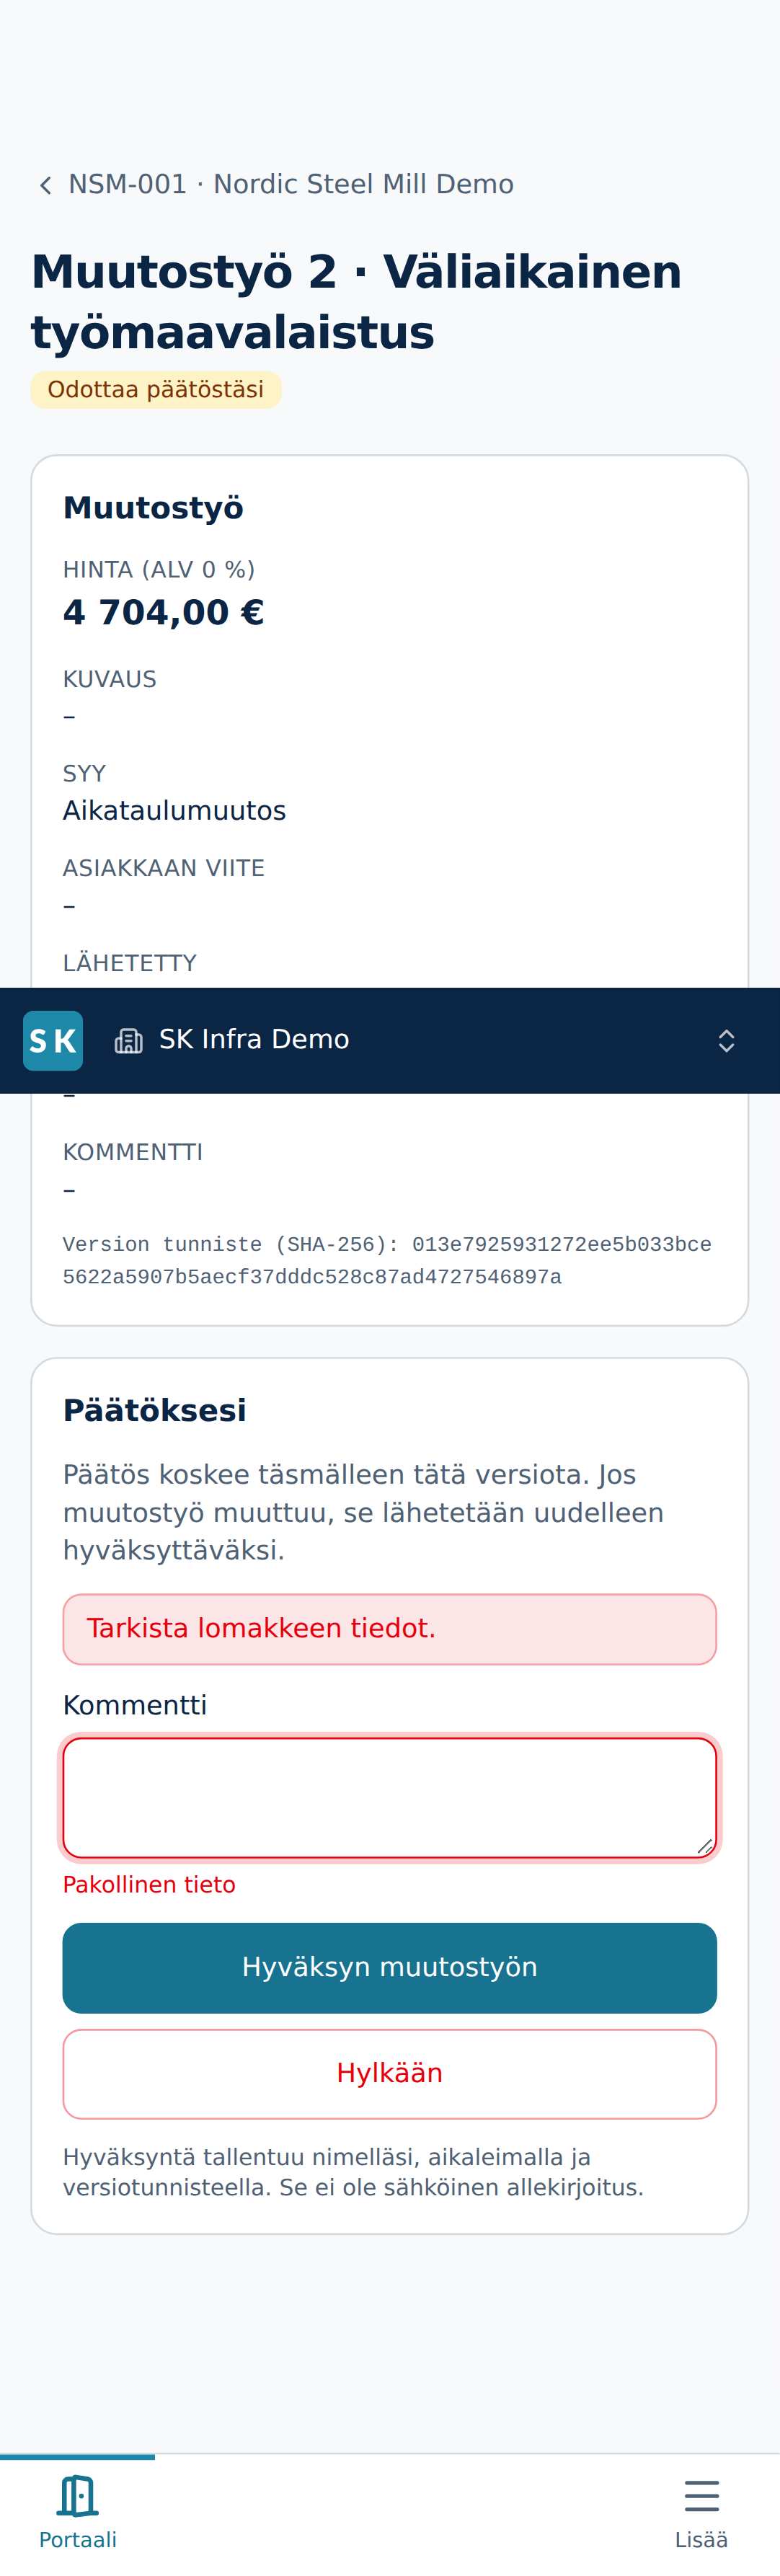 NSM-001 · Nordic Steel Mill Demo
Muutostyö 2 · Väliaikainen
työmaavalaistus
Odottaa päätöstäsi
Muutostyö
HINTA (ALV 0 %)
4 704,00 €
KUVAUS
–
SYY
Aikataulumuutos
ASIAKKAAN VIITE
–
LÄHETETTY
SK
SK Infra Demo
–
KOMMENTTI
–
Version tunniste (SHA-256): 013e7925931272ee5b033bce
5622a5907b5aecf37dddc528c87ad4727546897a
Päätöksesi
Päätös koskee täsmälleen tätä versiota. Jos
muutostyö muuttuu, se lähetetään uudelleen
hyväksyttäväksi.
Tarkista lomakkeen tiedot.
Kommentti
Pakollinen tieto
Hyväksyn muutostyön
Hylkään
Hyväksyntä tallentuu nimelläsi, aikaleimalla ja
versiotunnisteella. Se ei ole sähköinen allekirjoitus.
Portaali
Lisää